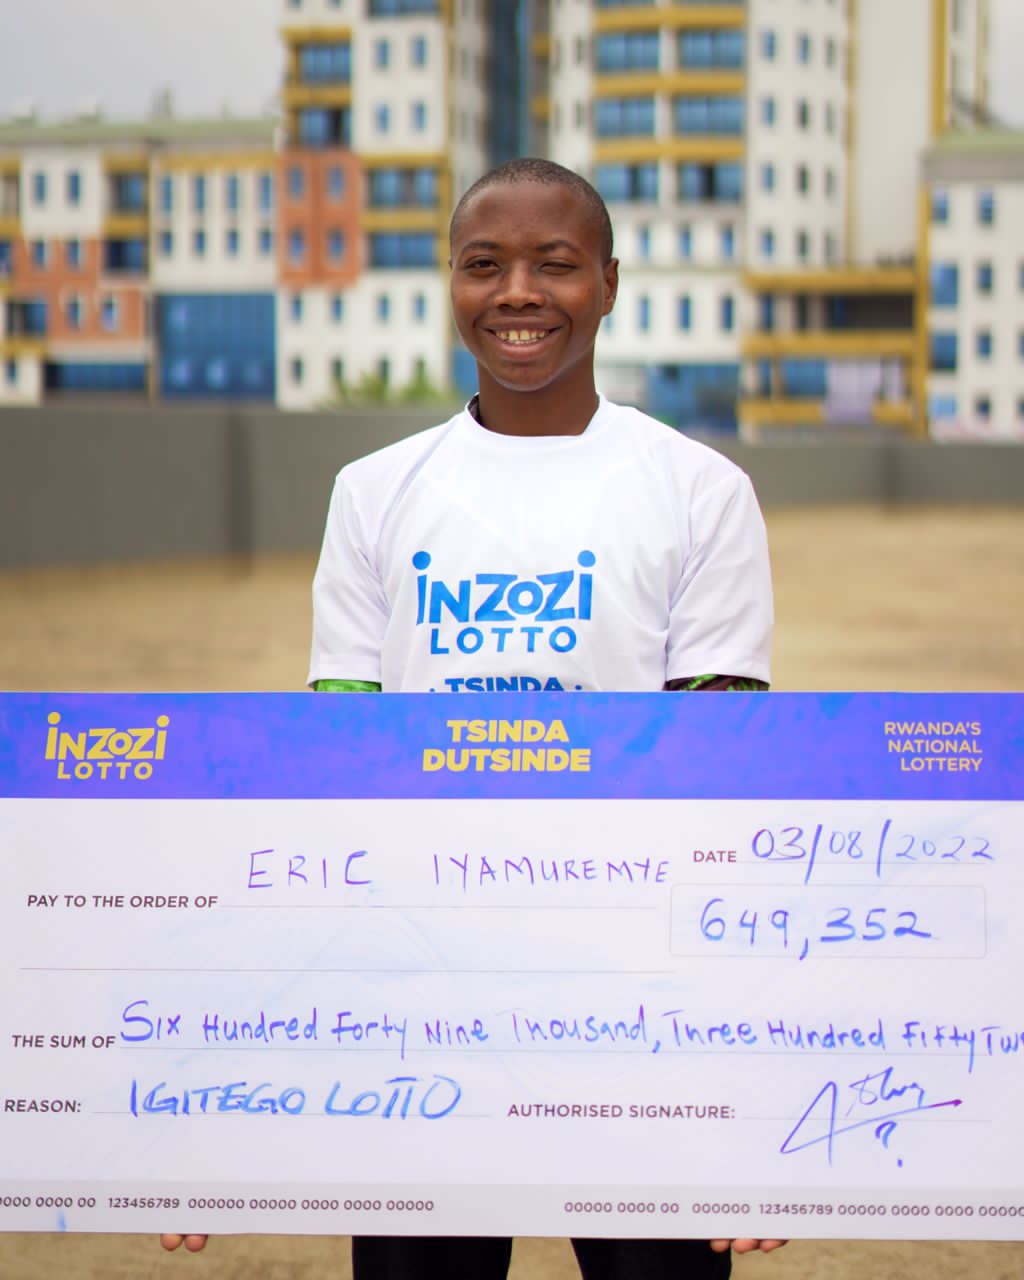 iNZOZi
LOTTO
· TSINDA ·
iNZOZi
LOTTO
TSINDA
DUTSINDE
RWANDA'S
NATIONAL
LOTTERY
PAY TO THE ORDER OF ERIC IYAMUREMYE
DATE 03/08/2022
649,352
THE SUM OF Six Hundred Forty Nine Thousand, Three Hundred Fifty Two
REASON: IGITEGO LOTTO
AUTHORISED SIGNATURE:
0000 0000 00 123456789 000000 00000 0000 0000 0000 00000
00000 0000 00 000000 123456789 00000 0000 0000 0000 00000